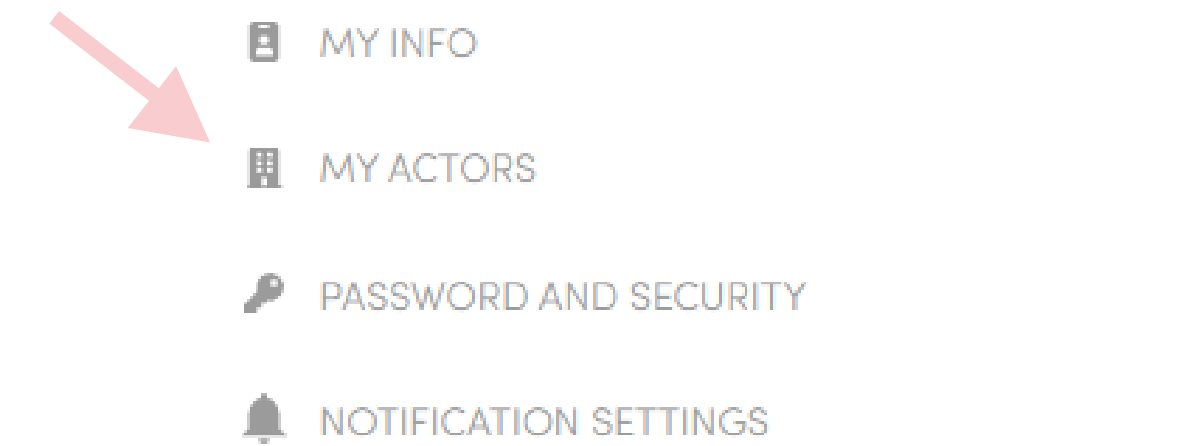 MY INFO
MY ACTORS
PASSWORD AND SECURITY
NOTIFICATION SETTINGS